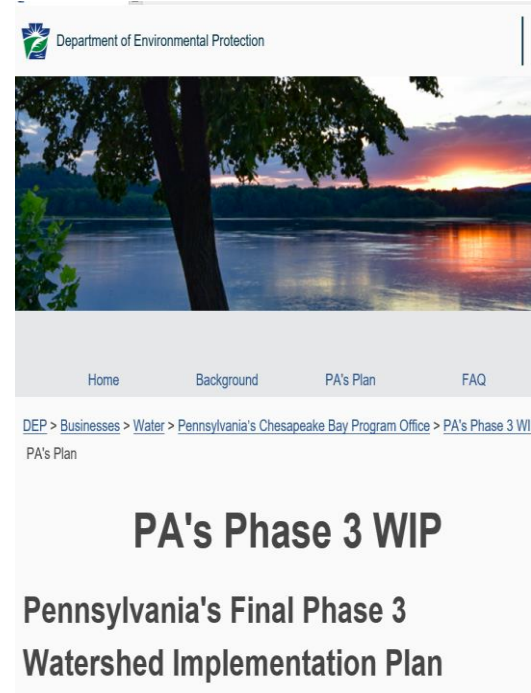 Department of Environmental Protection
Home Background PA's Plan FAQ
DEP > Businesses > Water > Pennsylvania's Chesapeake Bay Program Office > PA's Phase 3 WI
PA's Plan
PA's Phase 3 WIP
Pennsylvania's Final Phase 3
Watershed Implementation Plan